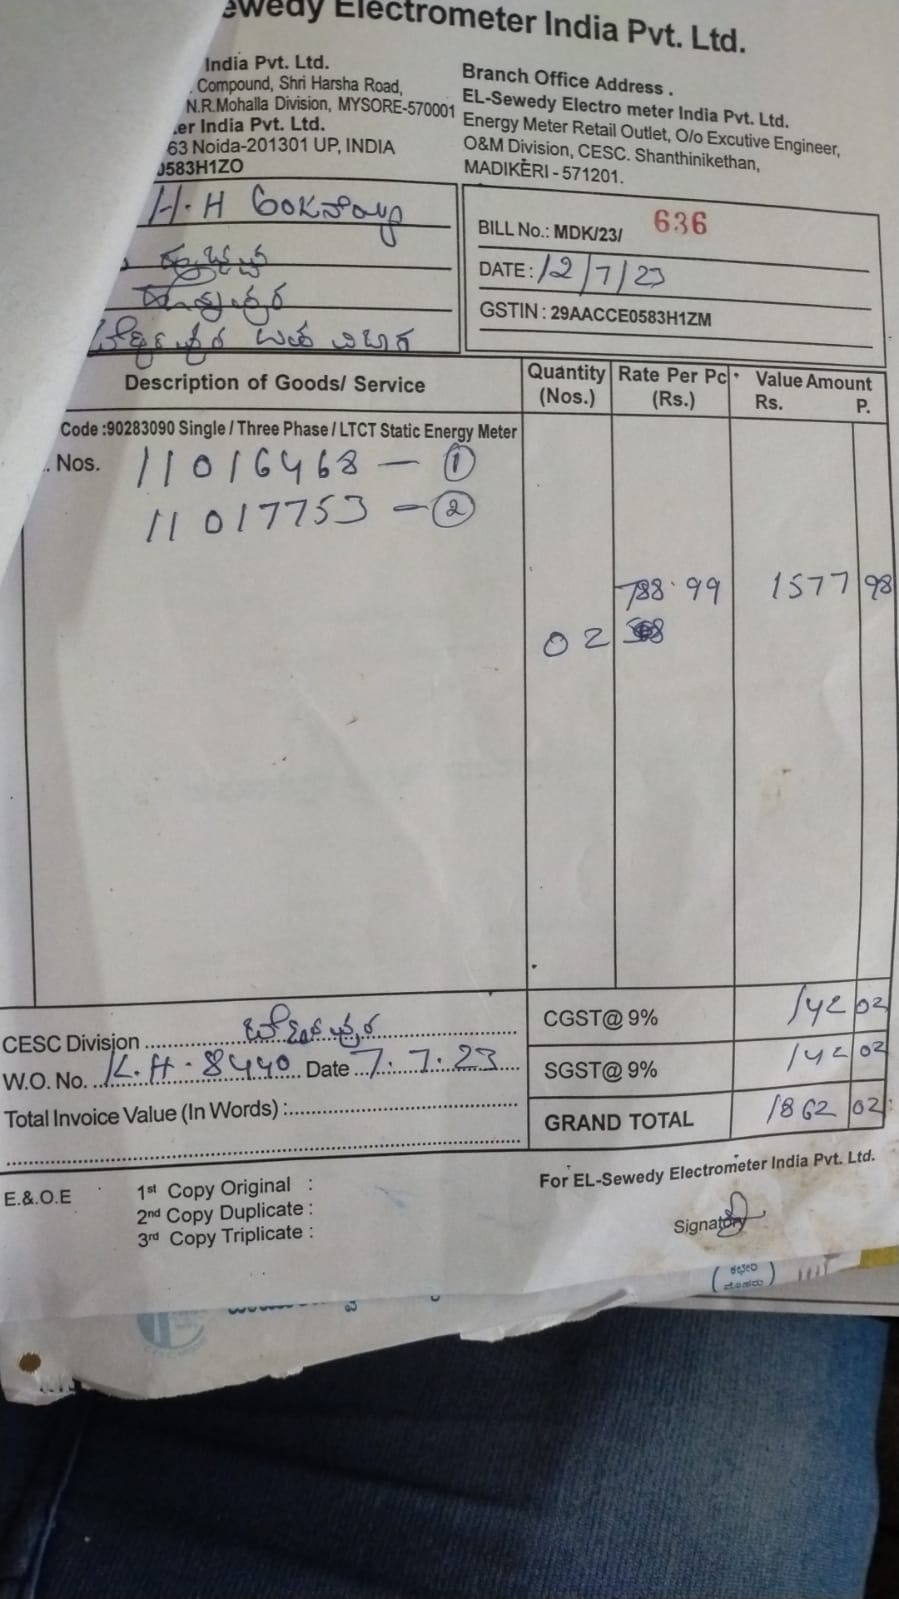 ewedy Electrometer India Pvt. Ltd.
India Pvt. Ltd.
Compound, Shri Harsha Road,
N.R.Mohalla Division, MYSORE-570001
er India Pvt. Ltd.
63 Noida-201301 UP, INDIA
0583H1ZO
Branch Office Address .
EL-Sewedy Electro meter India Pvt. Ltd.
Energy Meter Retail Outlet, O/o Excutive Engineer,
O&M Division, CESC. Shanthinikethan,
MADIKERI - 571201.
H. H
BILL No.: MDK/23/ 636
DATE: 12/7/23
GSTIN : 29AACCE0583H1ZM
Description of Goods/ Service
Quantity (Nos.)
Rate Per Pc. (Rs.)
Value Amount
Rs. P.
Code :90283090 Single / Three Phase / LTCT Static Energy Meter
. Nos. 11016468 - 1
11017753 - 2
788.99 1577 98
02
CESC Division
W.O. No. K.H - 8440 Date 7.7.23
Total Invoice Value (In Words) :
CGST@ 9% 142 02
SGST@ 9% 142 02
GRAND TOTAL 1862 02
E.&.O.E
1st Copy Original :
2nd Copy Duplicate :
3rd Copy Triplicate :
For EL-Sewedy Electrometer India Pvt. Ltd.
Signatory